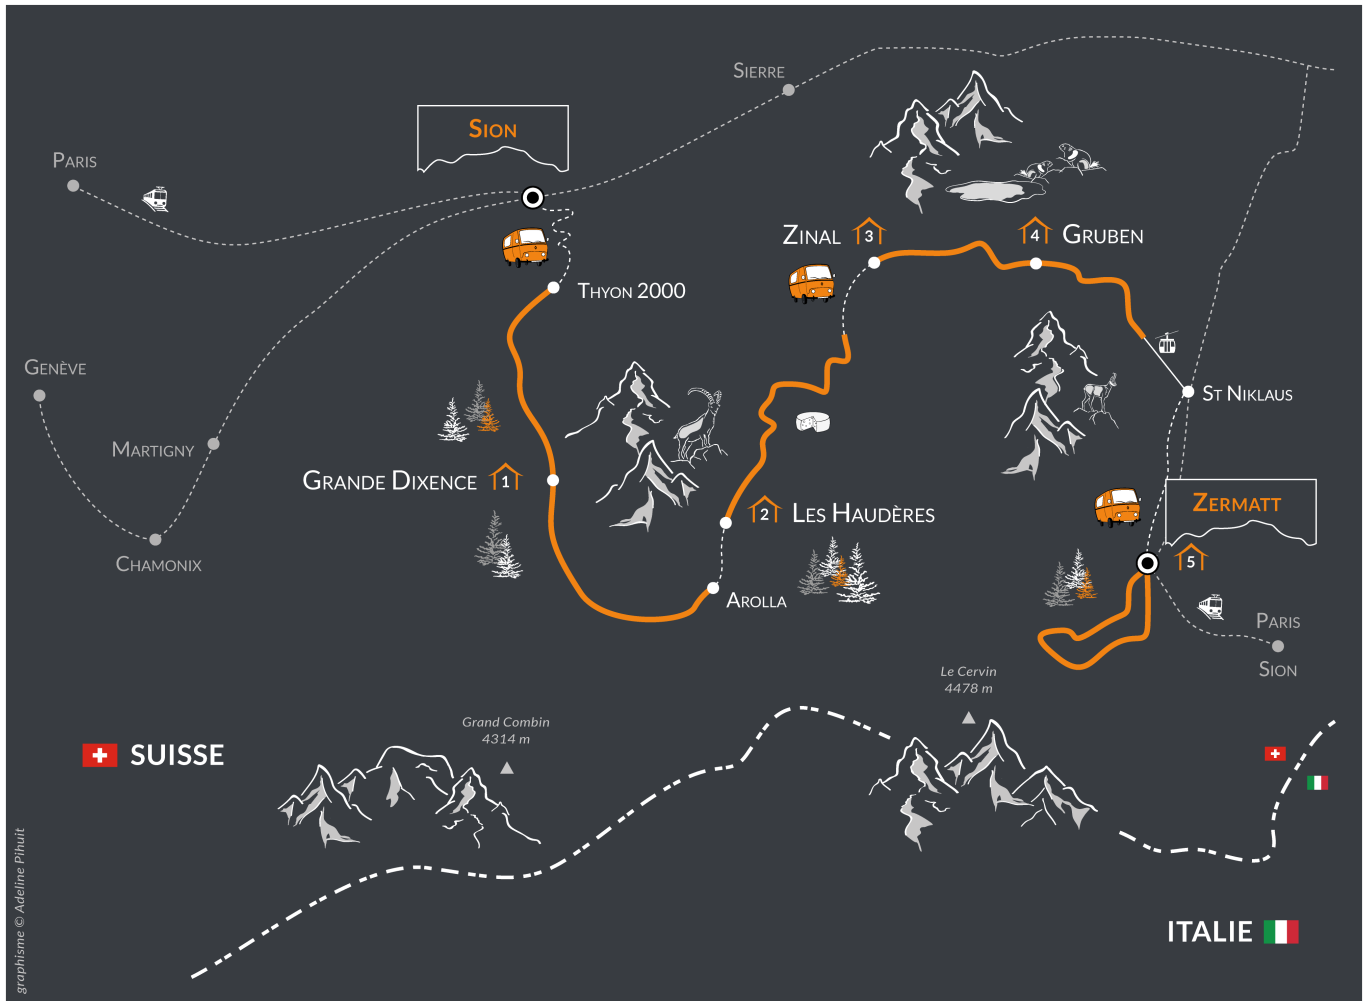 SIERRE
SION
PARIS
ZINAL 3
4 GRUBEN
THYON 2000
GENÈVE
ST NIKLAUS
MARTIGNY
GRANDE DIXENCE 1
2 LES HAUDÈRES
ZERMATT
CHAMONIX
5
AROLLA
PARIS
SION
Le Cervin
4478 m
Grand Combin
4314 m
SUISSE
ITALIE
graphisme © Adeline Pihuit